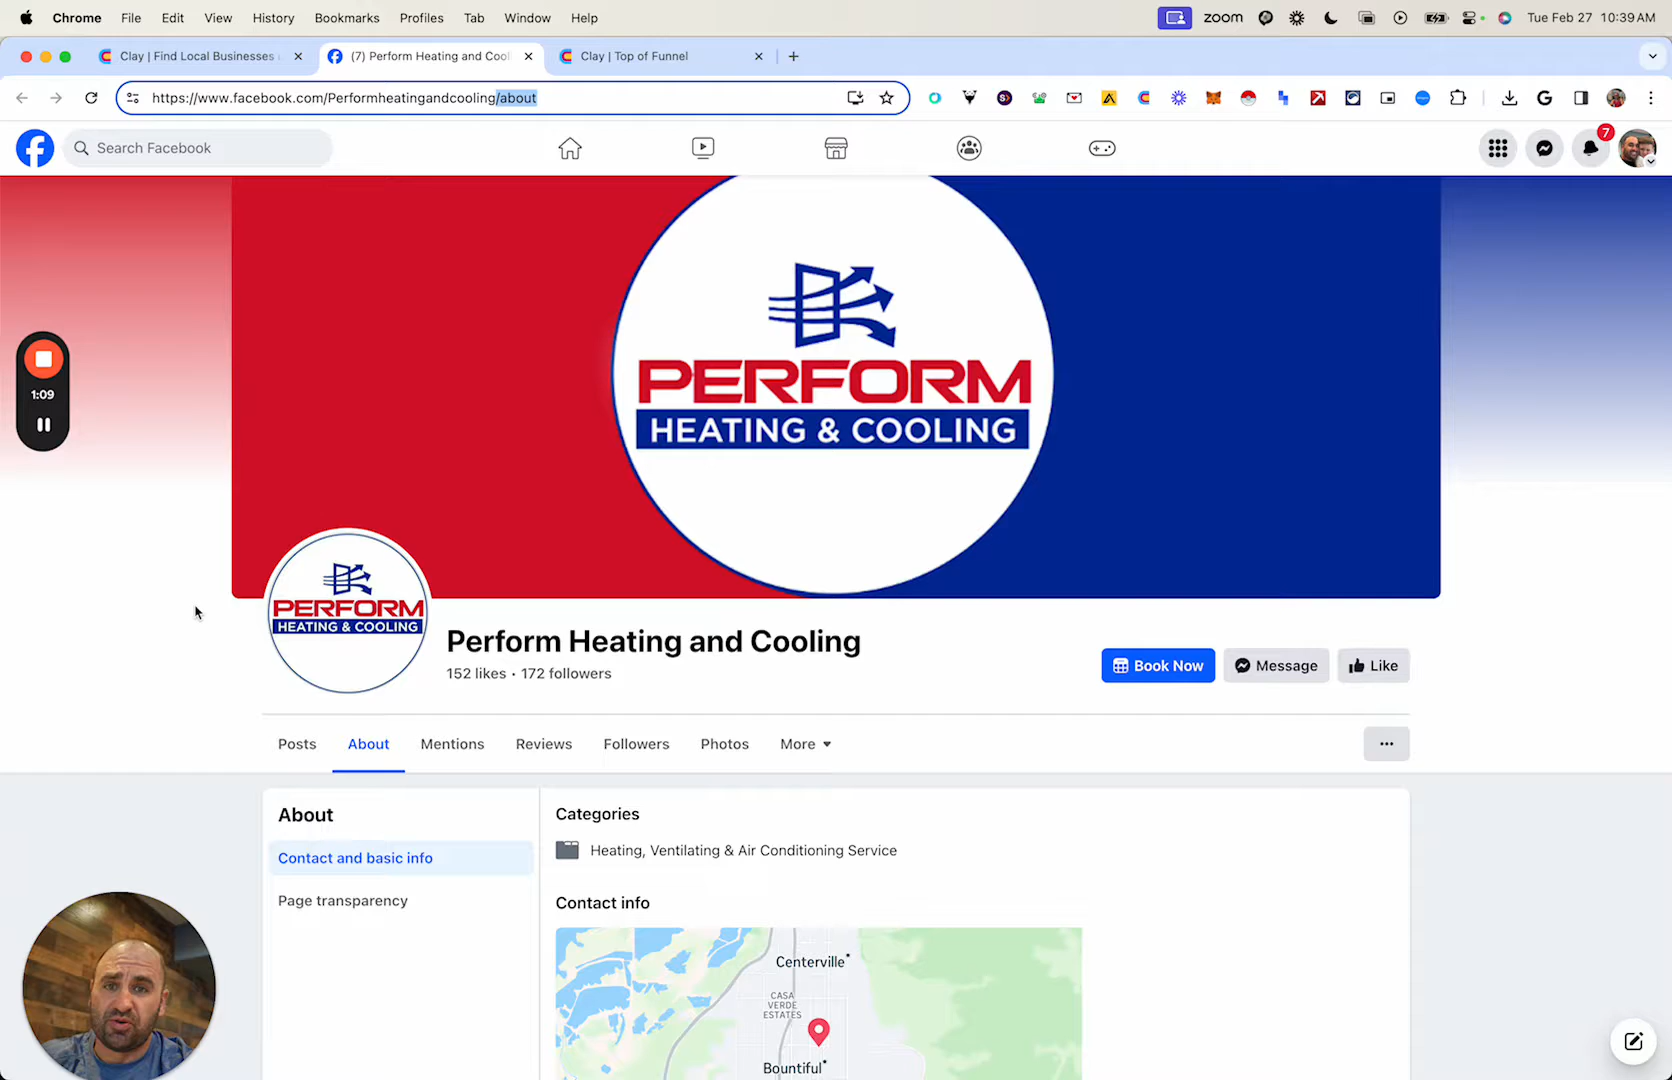 Chrome File Edit View History Bookmarks Profiles Tab Window Help zoom Tue Feb 27 10:39 AM
Clay | Find Local Businesses (7) Perform Heating and Cool Clay | Top of Funnel
https://www.facebook.com/Performheatingandcooling/about
Search Facebook 7
PERFORM
HEATING & COOLING
1:09
PERFORM
HEATING & COOLING
Perform Heating and Cooling
152 likes • 172 followers
Book Now Message Like
Posts About Mentions Reviews Followers Photos More
About
Contact and basic info
Page transparency
Categories
Heating, Ventilating & Air Conditioning Service
Contact info
Centerville
CASA
VERDE
ESTATES
Bountiful